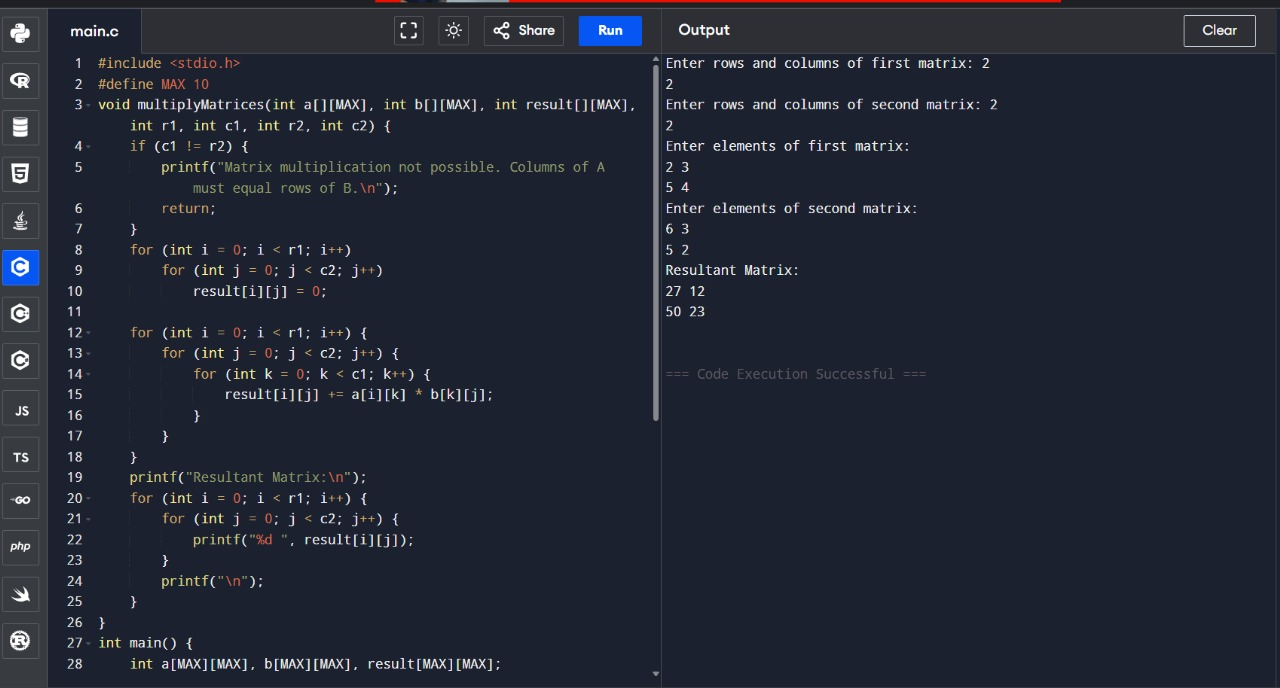 main.c
Share
Run
Output
Clear
1 #include <stdio.h>
2 #define MAX 10
3 void multiplyMatrices(int a[][MAX], int b[][MAX], int result[][MAX],
int r1, int c1, int r2, int c2) {
4 if (c1 != r2) {
5 printf("Matrix multiplication not possible. Columns of A
must equal rows of B.\n");
6 return;
7 }
8 for (int i = 0; i < r1; i++)
9 for (int j = 0; j < c2; j++)
10 result[i][j] = 0;
11
12 for (int i = 0; i < r1; i++) {
13 for (int j = 0; j < c2; j++) {
14 for (int k = 0; k < c1; k++) {
15 result[i][j] += a[i][k] * b[k][j];
16 }
17 }
18 }
19 printf("Resultant Matrix:\n");
20 for (int i = 0; i < r1; i++) {
21 for (int j = 0; j < c2; j++) {
22 printf("%d ", result[i][j]);
23 }
24 printf("\n");
25 }
26 }
27 int main() {
28 int a[MAX][MAX], b[MAX][MAX], result[MAX][MAX];
Enter rows and columns of first matrix: 2
2
Enter rows and columns of second matrix: 2
2
Enter elements of first matrix:
2 3
5 4
Enter elements of second matrix:
6 3
5 2
Resultant Matrix:
27 12
50 23
=== Code Execution Successful ===
R
5
C
C
C
JS
TS
GO
php
R